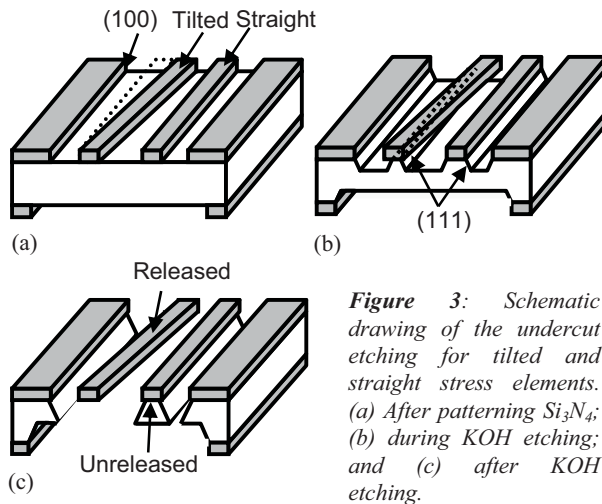 (100) Tilted Straight
(a)
(b)
(111)
Released
Unreleased
(c)
Figure 3: Schematic
drawing of the undercut
etching for tilted and
straight stress elements.
(a) After patterning Si₃N₄;
(b) during KOH etching;
and (c) after KOH
etching.